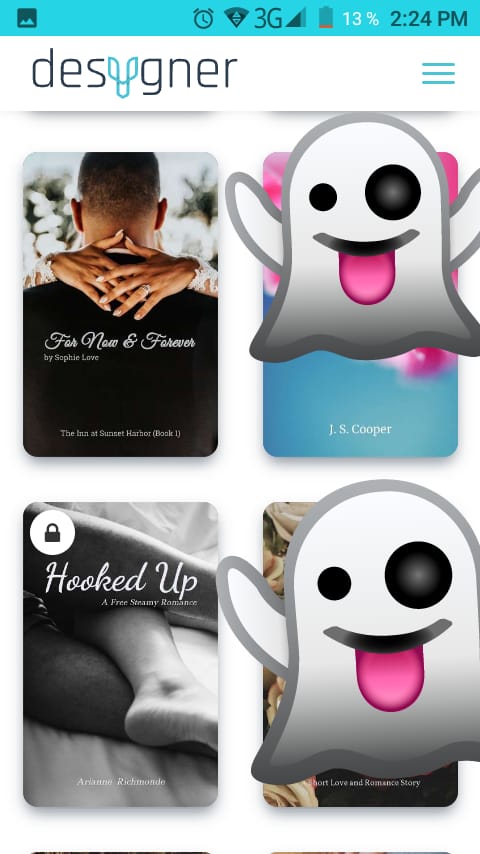 3G
13 %
2:24 PM
desygner
For Now & Forever
by Sophie Love
The Inn at Sunset Harbor (Book 1)
J. S. Cooper
Hooked Up
A Free Steamy Romance
Arianne Richmonde
Short Love and Romance Story